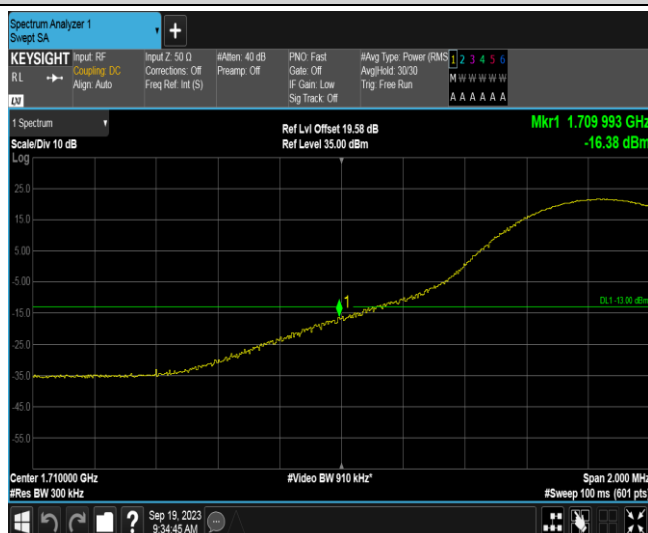 Spectrum Analyzer 1
Swept SA
+
KEYSIGHT
RL
LXI
Input: RF
Coupling: DC
Align: Auto
Input Z: 50 Ω
Corrections: Off
Freq Ref: Int (S)
#Atten: 40 dB
Preamp: Off
PNO: Fast
Gate: Off
IF Gain: Low
Sig Track: Off
#Avg Type: Power (RMS
Avg|Hold: 30/30
Trig: Free Run
1 2 3 4 5 6
M W W W W W
A A A A A A
1 Spectrum
Scale/Div 10 dB
Log
Ref Lvl Offset 19.58 dB
Ref Level 35.00 dBm
Mkr1 1.709 993 GHz
-16.38 dBm
25.0
15.0
5.00
-5.00
-15.0
-25.0
-35.0
-45.0
-55.0
1
DL1 -13.00 dBm
Center 1.710000 GHz
#Res BW 300 kHz
#Video BW 910 kHz*
Span 2.000 MHz
#Sweep 100 ms (601 pts)
?
Sep 19, 2023
9:34:45 AM